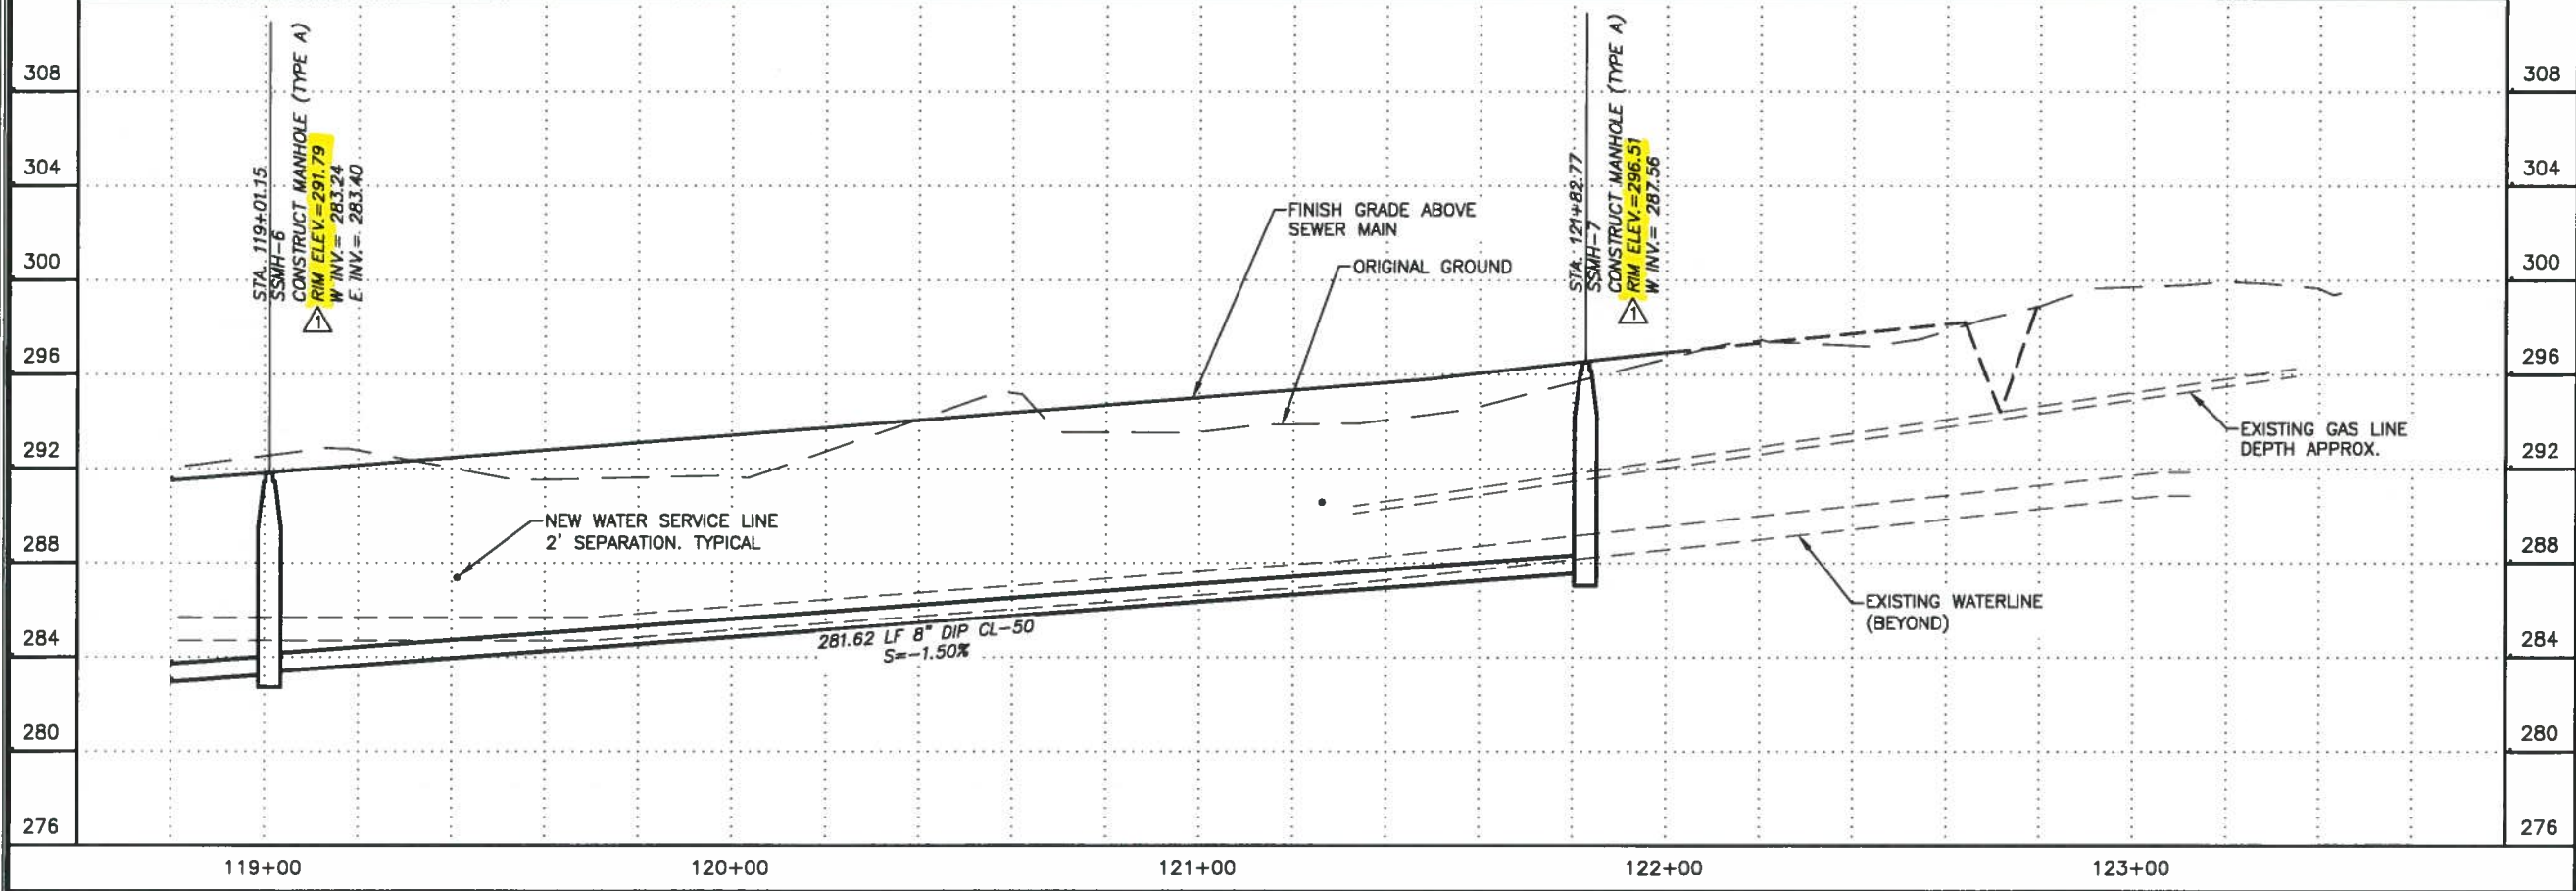 308
304
300
296
292
288
284
280
276
STA. 119+01.15
SSMH-6
CONSTRUCT MANHOLE (TYPE A)
RIM ELEV.=291.79
W INV.= 283.24
E INV.= 283.40
1
NEW WATER SERVICE LINE
2' SEPARATION. TYPICAL
281.62 LF 8" DIP CL-50
S=-1.50%
FINISH GRADE ABOVE
SEWER MAIN
ORIGINAL GROUND
STA. 121+82.77
SSMH-7
CONSTRUCT MANHOLE (TYPE A)
RIM ELEV.=296.51
W INV.= 287.56
1
EXISTING GAS LINE
DEPTH APPROX.
EXISTING WATERLINE
(BEYOND)
308
304
300
296
292
288
284
280
276
119+00
120+00
121+00
122+00
123+00